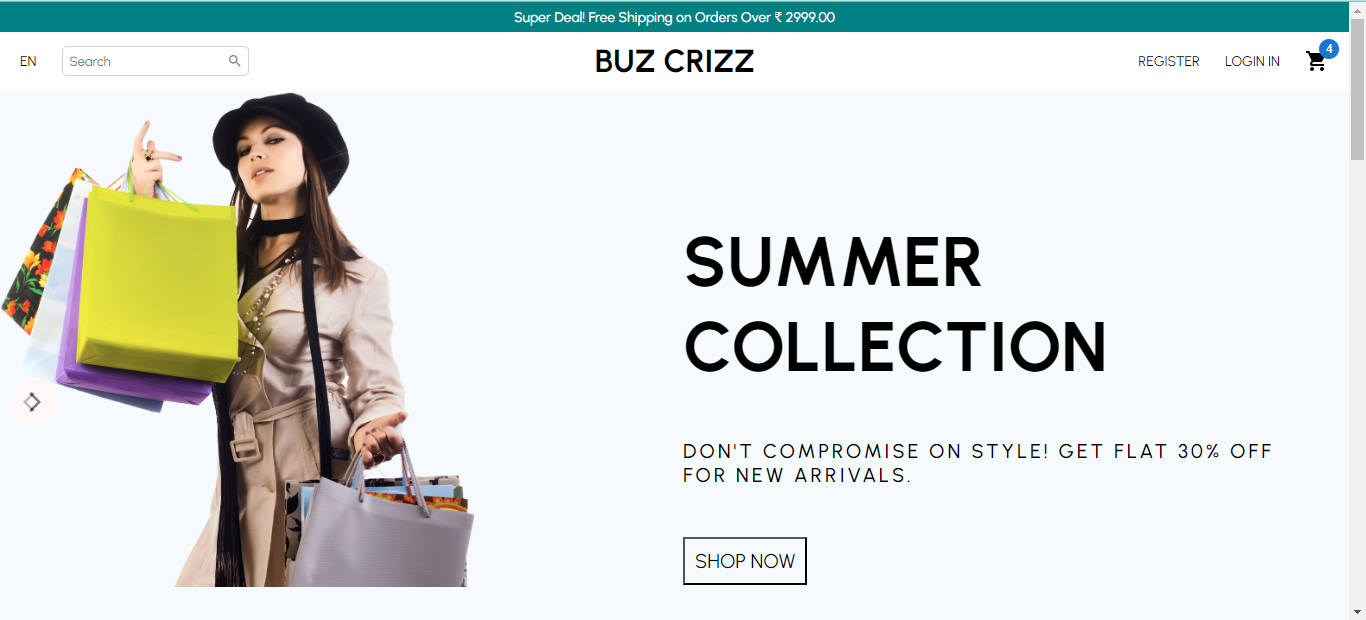 Super Deal! Free Shipping on Orders Over ₹ 2999.00
EN
Search
BUZ CRIZZ
REGISTER
LOGIN IN
4
SUMMER
COLLECTION
DON'T COMPROMISE ON STYLE! GET FLAT 30% OFF
FOR NEW ARRIVALS.
SHOP NOW